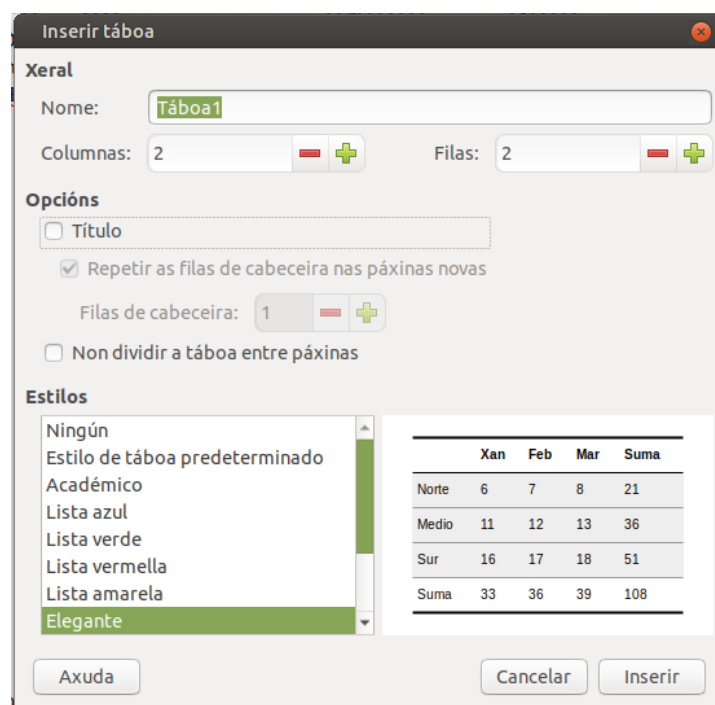 Inserir táboa
Xeral
Nome: Táboa1
Columnas: 2 Filas: 2
Opcións
Título
Repetir as filas de cabeceira nas páxinas novas
Filas de cabeceira: 1
Non dividir a táboa entre páxinas
Estilos
Ningún
Estilo de táboa predeterminado
Académico
Lista azul
Lista verde
Lista vermella
Lista amarela
Elegante
Xan Feb Mar Suma
Norte 6 7 8 21
Medio 11 12 13 36
Sur 16 17 18 51
Suma 33 36 39 108
Axuda Cancelar Inserir